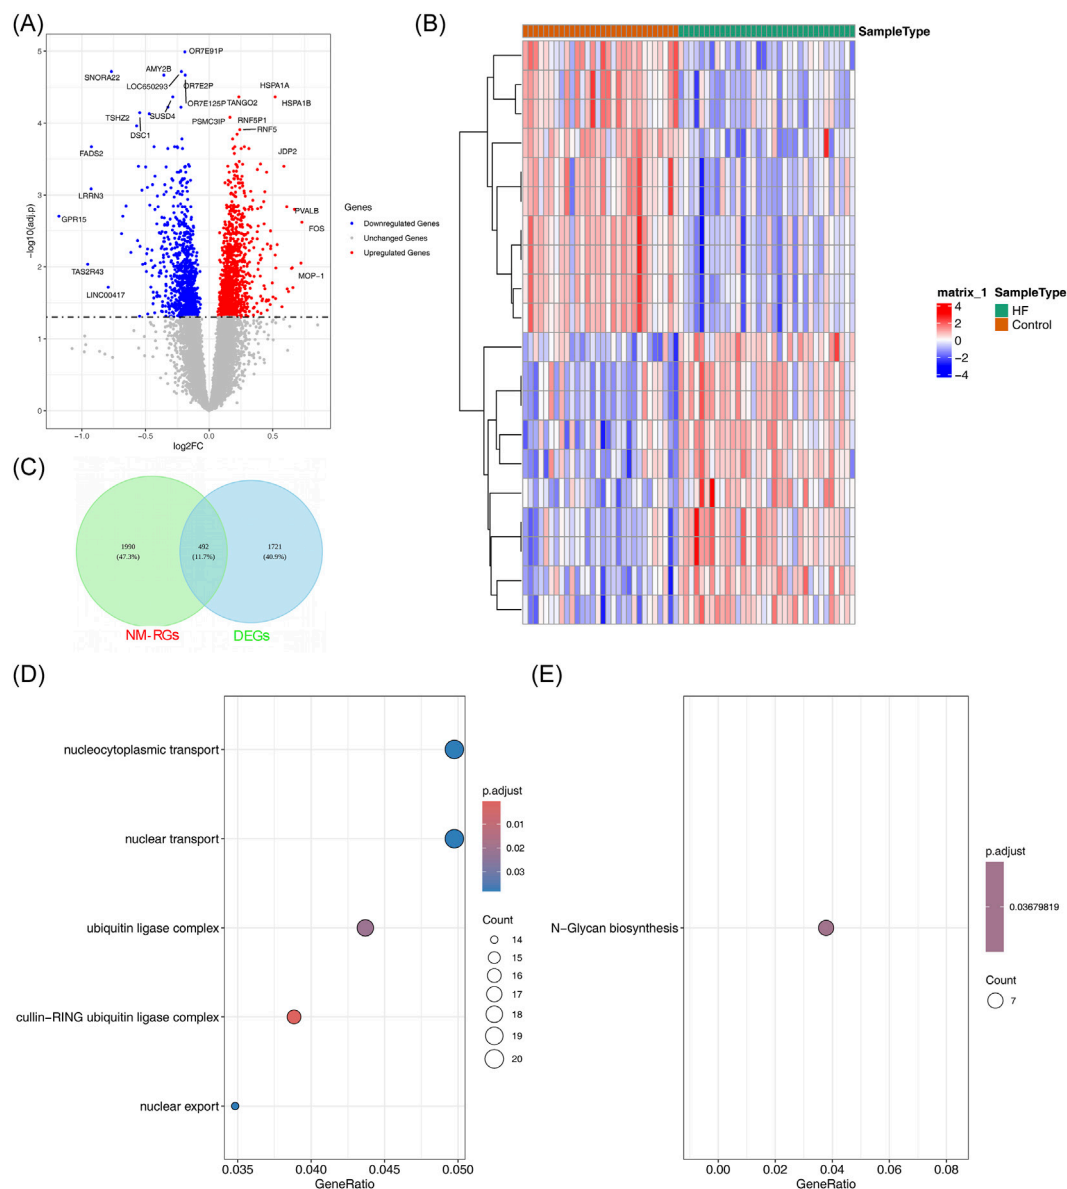 (A)
OR7E91P
AMY2B
SNORA22
LOC650293
OR7E2P
HSPA1A
OR7E125P
TANGO2
HSPA1B
TSHZ2
SUSD4
PSMC3IP
RNF5P1
RNF5
DSC1
FADS2
JDP2
LRRN3
GPR15
PVALB
FOS
TAS2R43
MOP-1
LINC00417
5
4
3
2
1
0
-log10(adj.p)
−1.0
−0.5
0.0
0.5
log2FC
Genes
Downregulated Genes
Unchanged Genes
Upregulated Genes
(B)
SampleType
matrix_1
4
2
0
−2
−4
SampleType
HF
Control
(C)
1990
(47.3%)
492
(11.7%)
1721
(40.9%)
NM-RGs
DEGs
(D)
nucleocytoplasmic transport
nuclear transport
ubiquitin ligase complex
cullin−RING ubiquitin ligase complex
nuclear export
0.035
0.040
0.045
0.050
GeneRatio
p.adjust
0.01
0.02
0.03
Count
14
15
16
17
18
19
20
(E)
N−Glycan biosynthesis
0.00
0.02
0.04
0.06
0.08
GeneRatio
p.adjust
0.03679819
Count
7